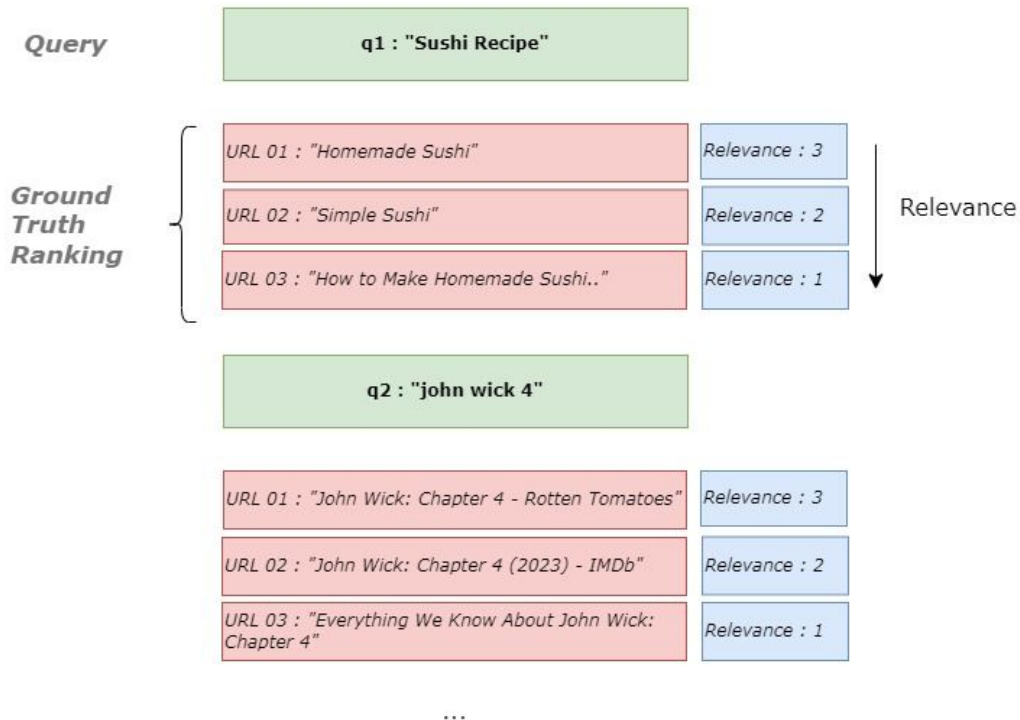 Query
q1 : "Sushi Recipe"
Ground
Truth
Ranking
URL 01 : "Homemade Sushi"
Relevance : 3
URL 02 : "Simple Sushi"
Relevance : 2
URL 03 : "How to Make Homemade Sushi.."
Relevance : 1
Relevance
q2 : "john wick 4"
URL 01 : "John Wick: Chapter 4 - Rotten Tomatoes"
Relevance : 3
URL 02 : "John Wick: Chapter 4 (2023) - IMDb"
Relevance : 2
URL 03 : "Everything We Know About John Wick:
Chapter 4"
Relevance : 1
...